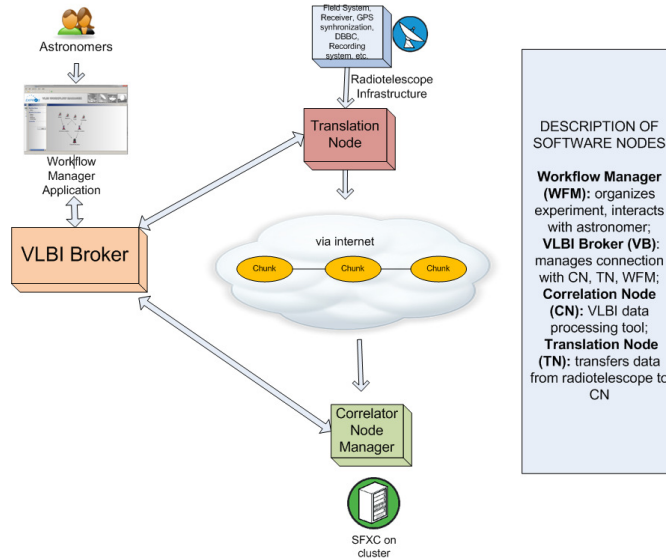 Astronomers
Workflow
Manager
Application
VLBI Broker
Field System,
Receiver, GPS
synhronization,
DBBC,
Recording
system, etc.
Radiotelescope
Infrastructure
Translation
Node
via internet
Chunk
Chunk
Chunk
Correlator
Node
Manager
SFXC on
cluster
DESCRIPTION OF
SOFTWARE NODES
Workflow Manager
(WFM): organizes
experiment, interacts
with astronomer;
VLBI Broker (VB):
manages connection
with CN, TN, WFM;
Correlation Node
(CN): VLBI data
processing tool;
Translation Node
(TN): transfers data
from radiotelescope to
CN